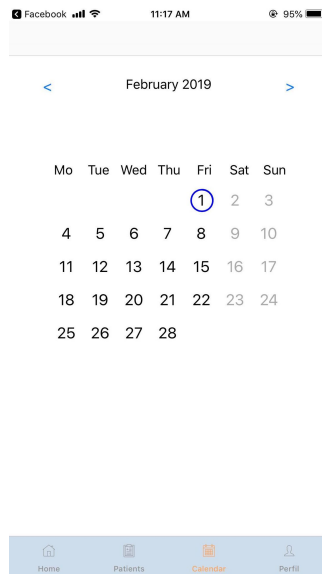 Facebook 11:17 AM 95%
< February 2019 >
Mo Tue Wed Thu Fri Sat Sun
1 2 3
4 5 6 7 8 9 10
11 12 13 14 15 16 17
18 19 20 21 22 23 24
25 26 27 28
Home Patients Calendar Perfil